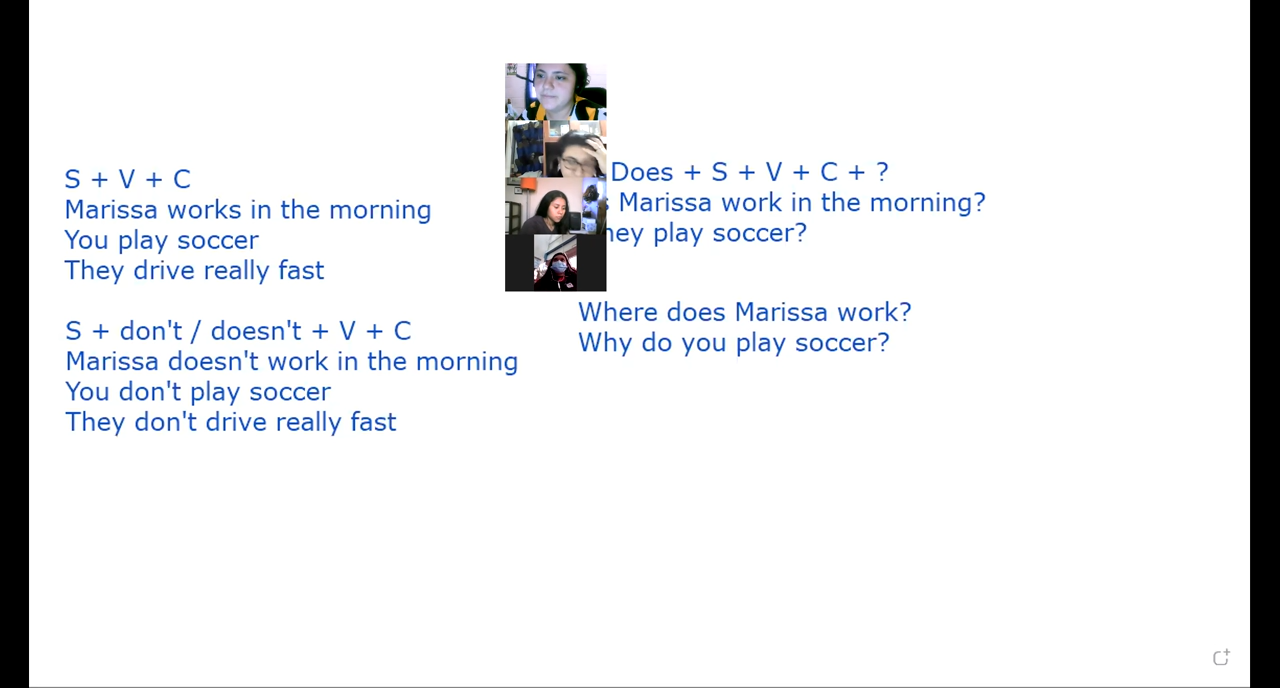 S + V + C
Marissa works in the morning
You play soccer
They drive really fast
S + don't / doesn't + V + C
Marissa doesn't work in the morning
You don't play soccer
They don't drive really fast
Does + S + V + C + ?
Marissa work in the morning?
play soccer?
Where does Marissa work?
Why do you play soccer?